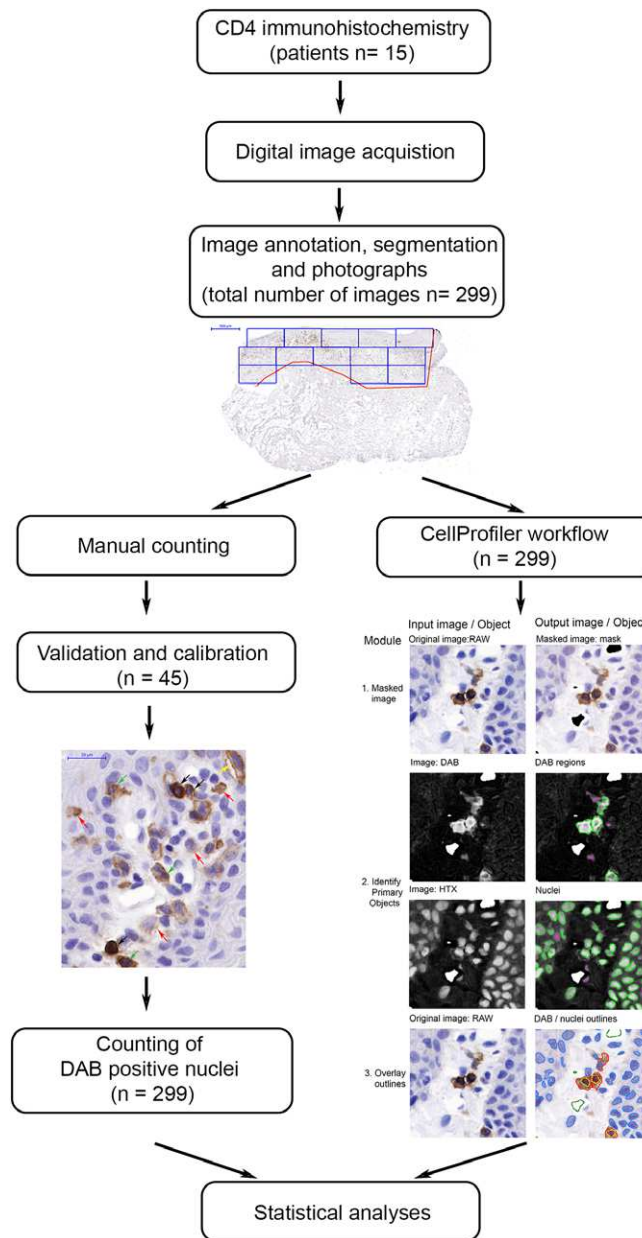 CD4 immunohistochemistry
(patients n= 15)
Digital image acquistion
Image annotation, segmentation
and photographs
(total number of images n= 299)
Manual counting
Validation and calibration
(n = 45)
Counting of
DAB positive nuclei
(n = 299)
CellProfiler workflow
(n = 299)
Input image / Object
Output image / Objec
Module
Original image:RAW
Masked image: mask
1. Masked
image
Image: DAB
DAB regions
2. Identify
Primary
Objects
Image: HTX
Nuclei
Original image: RAW
DAB / nuclei outlines
3. Overlay
outlines
Statistical analyses